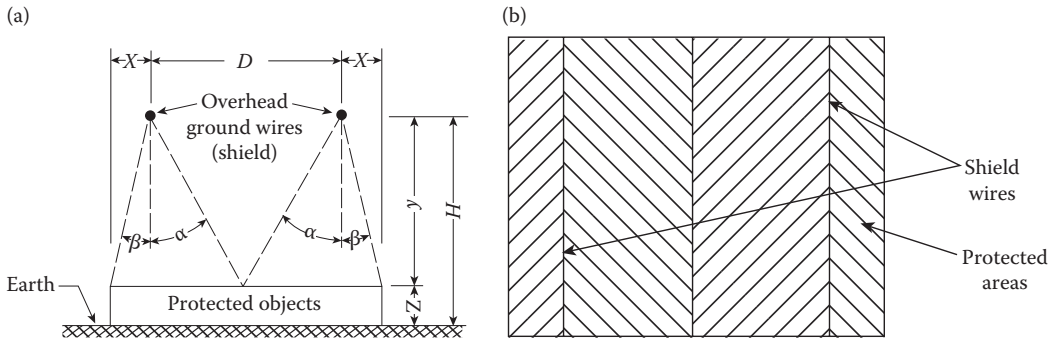 (a)
X
D
X
Overhead
ground wires
(shield)
y
H
β
α
α
β
Earth
Protected objects
Z
(b)
Shield
wires
Protected
areas